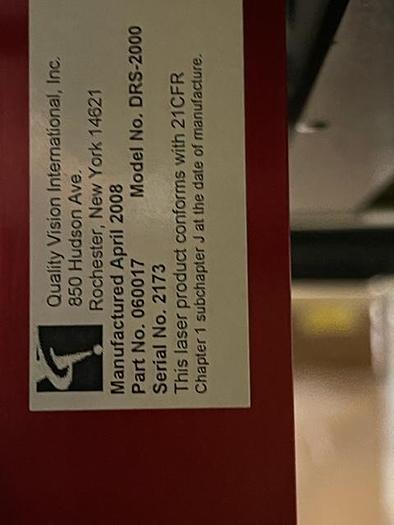 Quality Vision International, Inc.
850 Hudson Ave.
Rochester, New York 14621
Manufactured April 2008
Part No. 060017 Model No. DRS-2000
Serial No. 2173
This laser product conforms with 21CFR
Chapter 1 subchapter J at the date of manufacture.